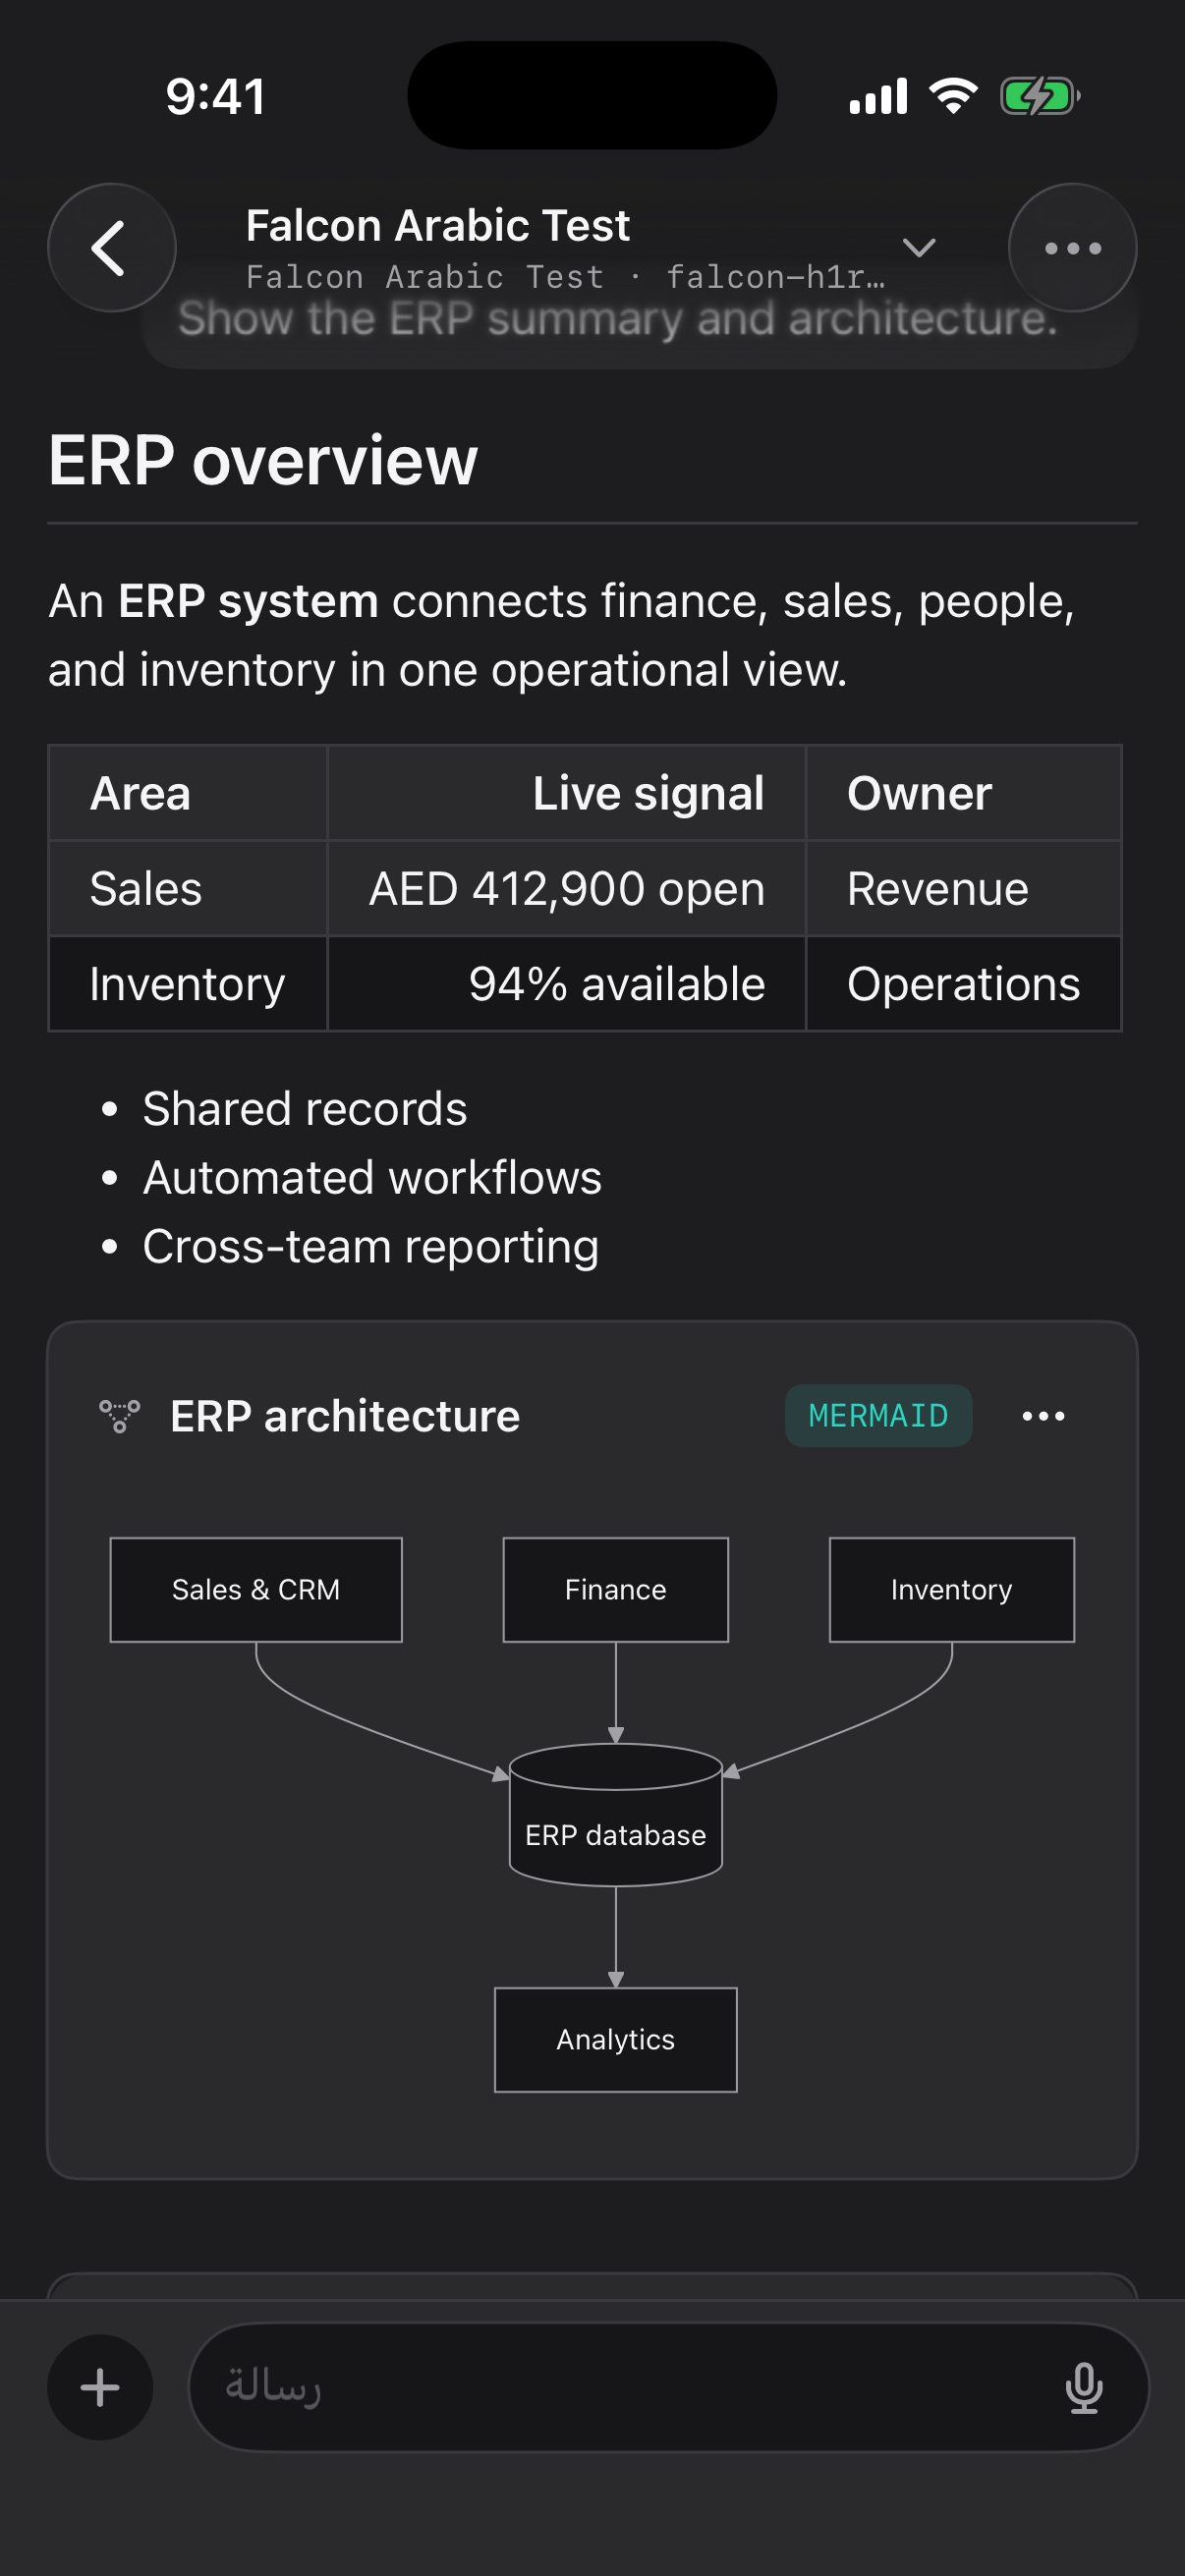 9:41
Falcon Arabic Test
Falcon Arabic Test · falcon-h1r…
Show the ERP summary and architecture.
ERP overview
An ERP system connects finance, sales, people,
and inventory in one operational view.
Area Live signal Owner
Sales AED 412,900 open Revenue
Inventory 94% available Operations
• Shared records
• Automated workflows
• Cross-team reporting
ERP architecture MERMAID
Sales & CRM Finance Inventory
ERP database
Analytics
رسالة